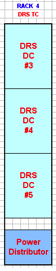 RACK 4
DRS TC
DRS
DC
#3
DRS
DC
#4
DRS
DC
#5
Power
Distributor